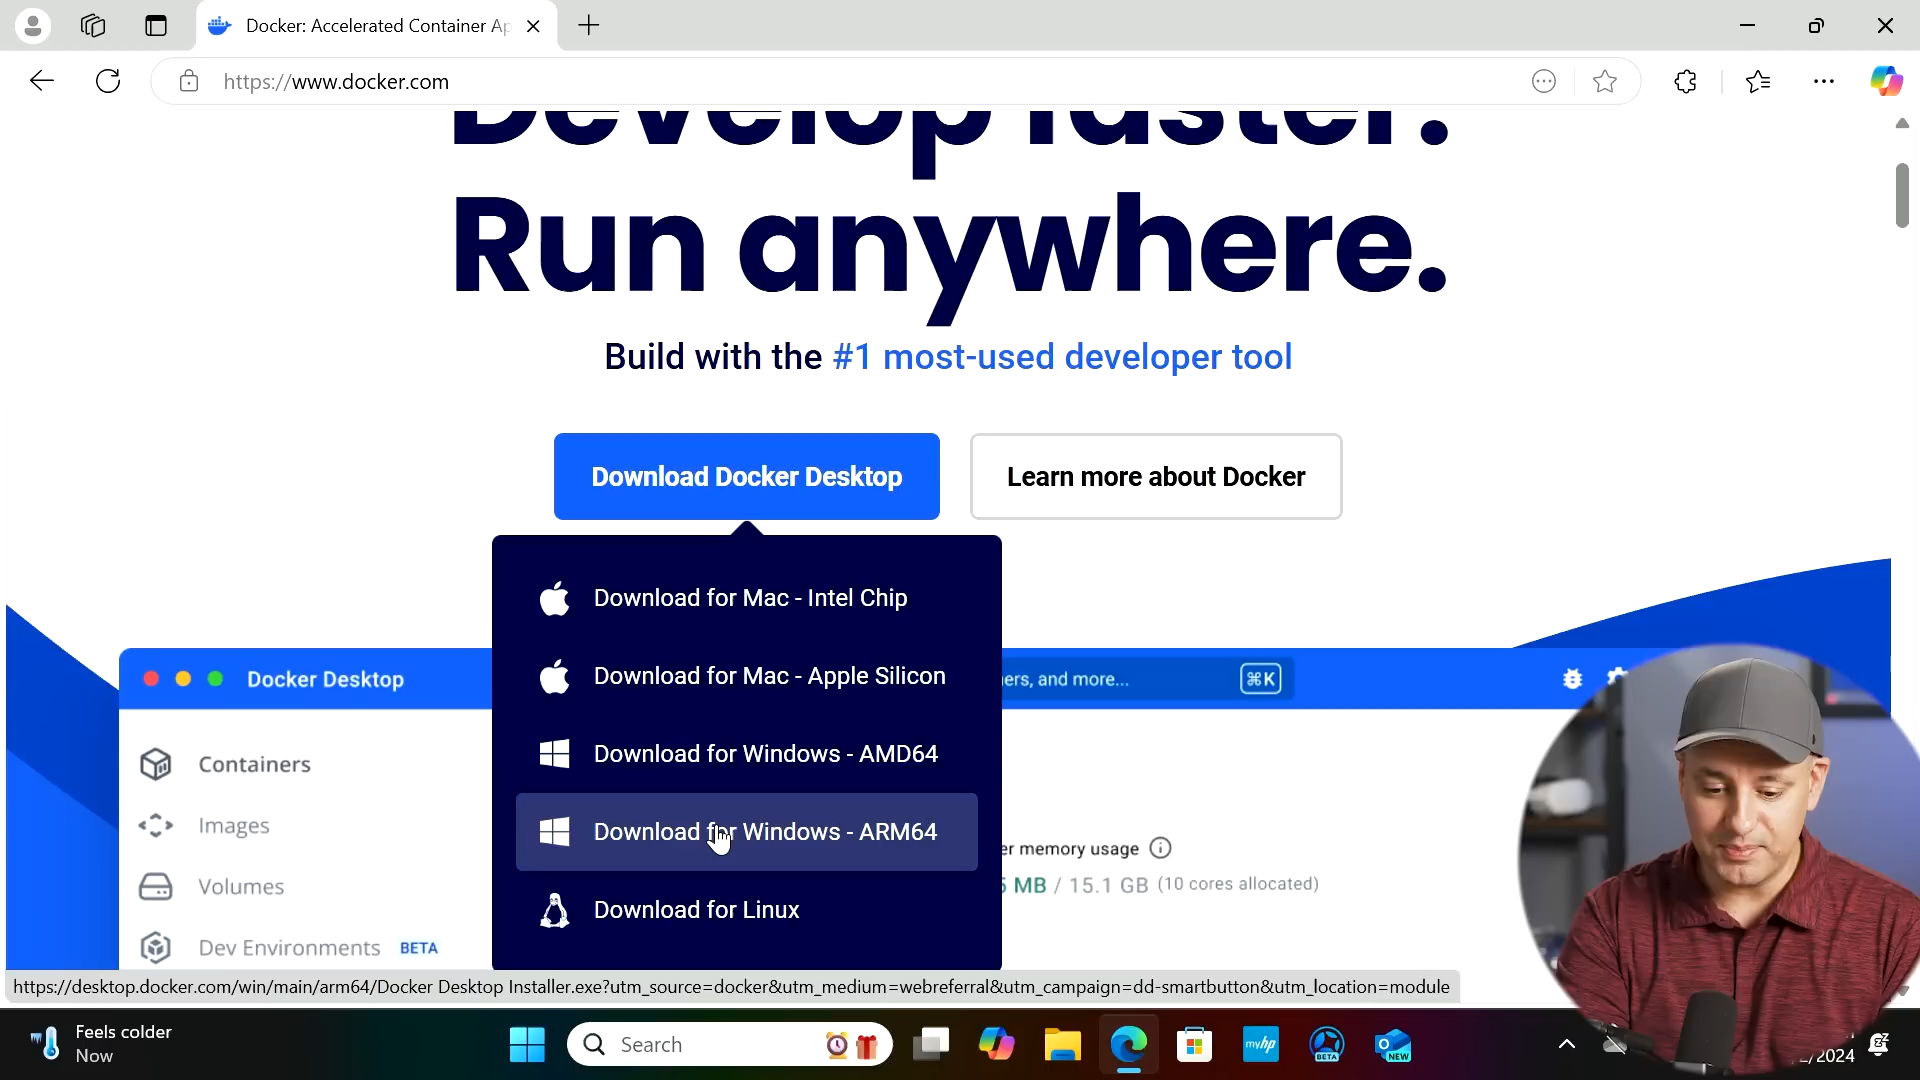 Docker: Accelerated Container Ap
https://www.docker.com
Develop faster.
Run anywhere.
Build with the #1 most-used developer tool
Download Docker Desktop
Learn more about Docker
Download for Mac - Intel Chip
Download for Mac - Apple Silicon
Download for Windows - AMD64
Download for Windows - ARM64
Download for Linux
Docker Desktop
ers, and more...
⌘K
Containers
Images
Volumes
Dev Environments BETA
er memory usage
MB / 15.1 GB (10 cores allocated)
https://desktop.docker.com/win/main/arm64/Docker Desktop Installer.exe?utm_source=docker&utm_medium=webreferral&utm_campaign=dd-smartbutton&utm_location=module
Feels colder
Now
Search
myhp
BETA
NEW
/2024